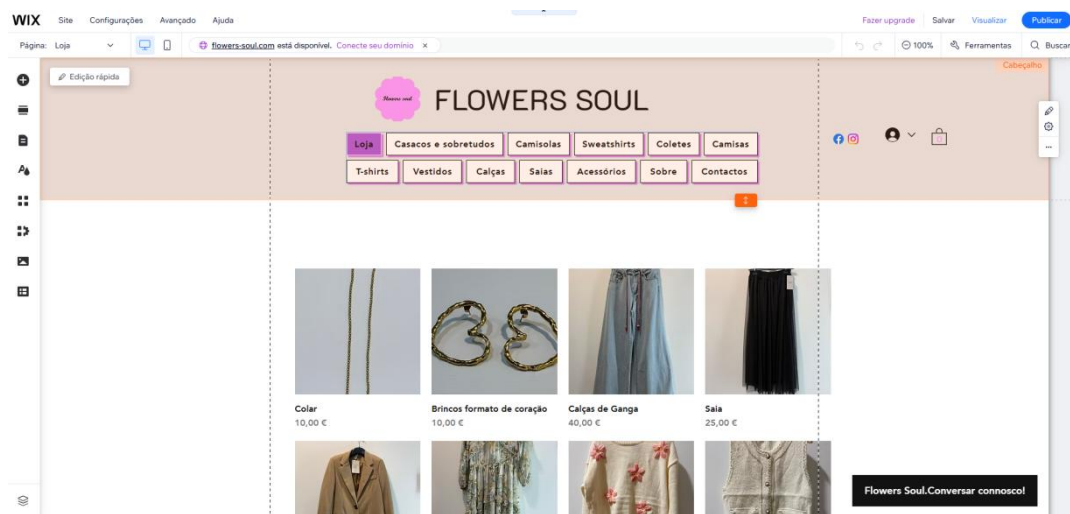 WIX Site Configurações Avançado Ajuda Fazer upgrade Salvar Visualizar Publicar
Página: Loja flowers-soul.com está disponível. Conecte seu domínio × 100% Ferramentas Buscar
Edição rápida Cabeçalho
Flowers soul FLOWERS SOUL
Loja Casacos e sobretudos Camisolas Sweatshirts Coletes Camisas
T-shirts Vestidos Calças Saias Acessórios Sobre Contactos
Colar Brincos formato de coração Calças de Ganga Saia
10,00 € 10,00 € 40,00 € 25,00 €
Flowers Soul.Conversar connosco!